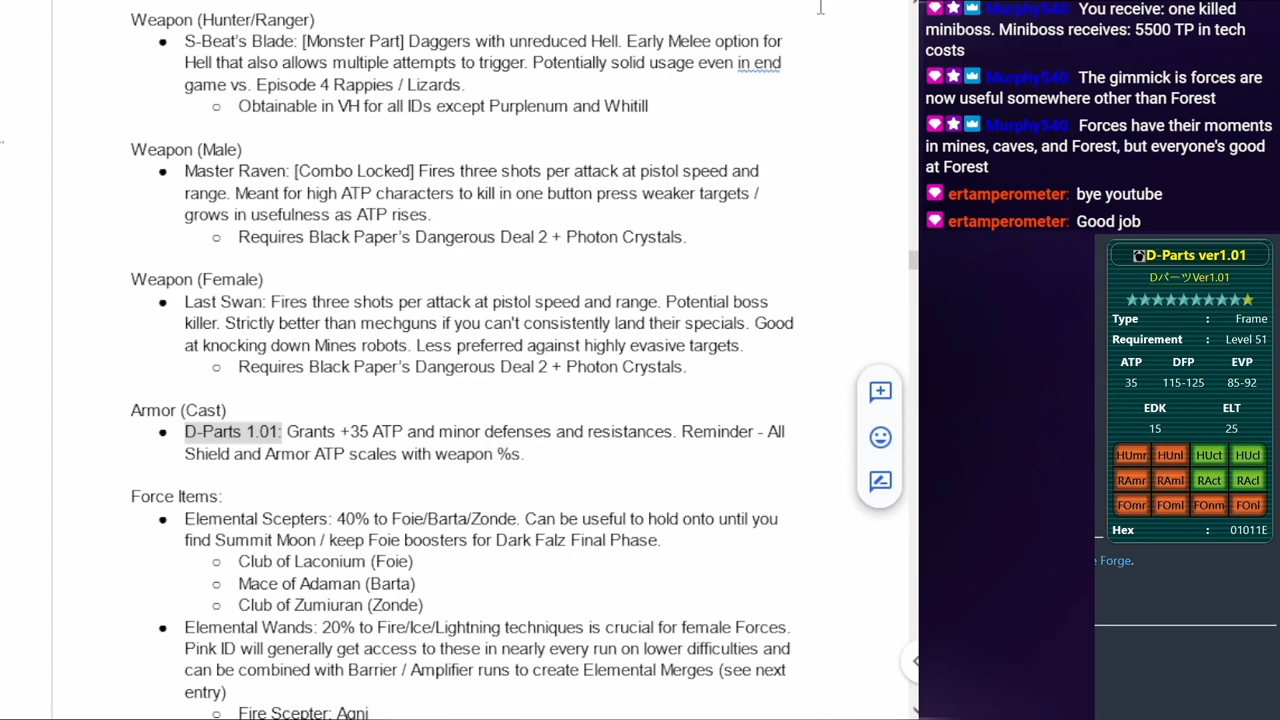 Weapon (Hunter/Ranger)
● S-Beat's Blade: [Monster Part] Daggers with unreduced Hell. Early Melee option for
Hell that also allows multiple attempts to trigger. Potentially solid usage even in end
game vs. Episode 4 Rappies / Lizards.
○ Obtainable in VH for all IDs except Purplenum and Whitill
Weapon (Male)
● Master Raven: [Combo Locked] Fires three shots per attack at pistol speed and
range. Meant for high ATP characters to kill in one button press weaker targets /
grows in usefulness as ATP rises.
○ Requires Black Paper's Dangerous Deal 2 + Photon Crystals.
Weapon (Female)
● Last Swan: Fires three shots per attack at pistol speed and range. Potential boss
killer. Strictly better than mechguns if you can't consistently land their specials. Good
at knocking down Mines robots. Less preferred against highly evasive targets.
○ Requires Black Paper's Dangerous Deal 2 + Photon Crystals.
Armor (Cast)
● D-Parts 1.01: Grants +35 ATP and minor defenses and resistances. Reminder - All
Shield and Armor ATP scales with weapon %s.
Force Items:
● Elemental Scepters: 40% to Foie/Barta/Zonde. Can be useful to hold onto until you
find Summit Moon / keep Foie boosters for Dark Falz Final Phase.
○ Club of Laconium (Foie)
○ Mace of Adaman (Barta)
○ Club of Zumiuran (Zonde)
● Elemental Wands: 20% to Fire/Ice/Lightning techniques is crucial for female Forces.
Pink ID will generally get access to these in nearly every run on lower difficulties and
can be combined with Barrier / Amplifier runs to create Elemental Merges (see next
entry)
○ Fire Scepter: Agni
Murphy540 You receive: one killed
miniboss. Miniboss receives: 5500 TP in tech
costs
Murphy540 The gimmick is forces are
now useful somewhere other than Forest
Murphy540 Forces have their moments
in mines, caves, and Forest, but everyone's good
at Forest
ertamperometer: bye youtube
ertamperometer: Good job
D-Parts ver1.01
DパーツVer1.01
★★★★★★★★★★
Type : Frame
Requirement : Level 51
ATP DFP EVP
35 115-125 85-92
EDK ELT
15 25
HUmr HUnl HUct HUcl
RAmr RAml RAct RAcl
FOmr FOml FOnm FOnl
Hex : 01011E
e Forge.